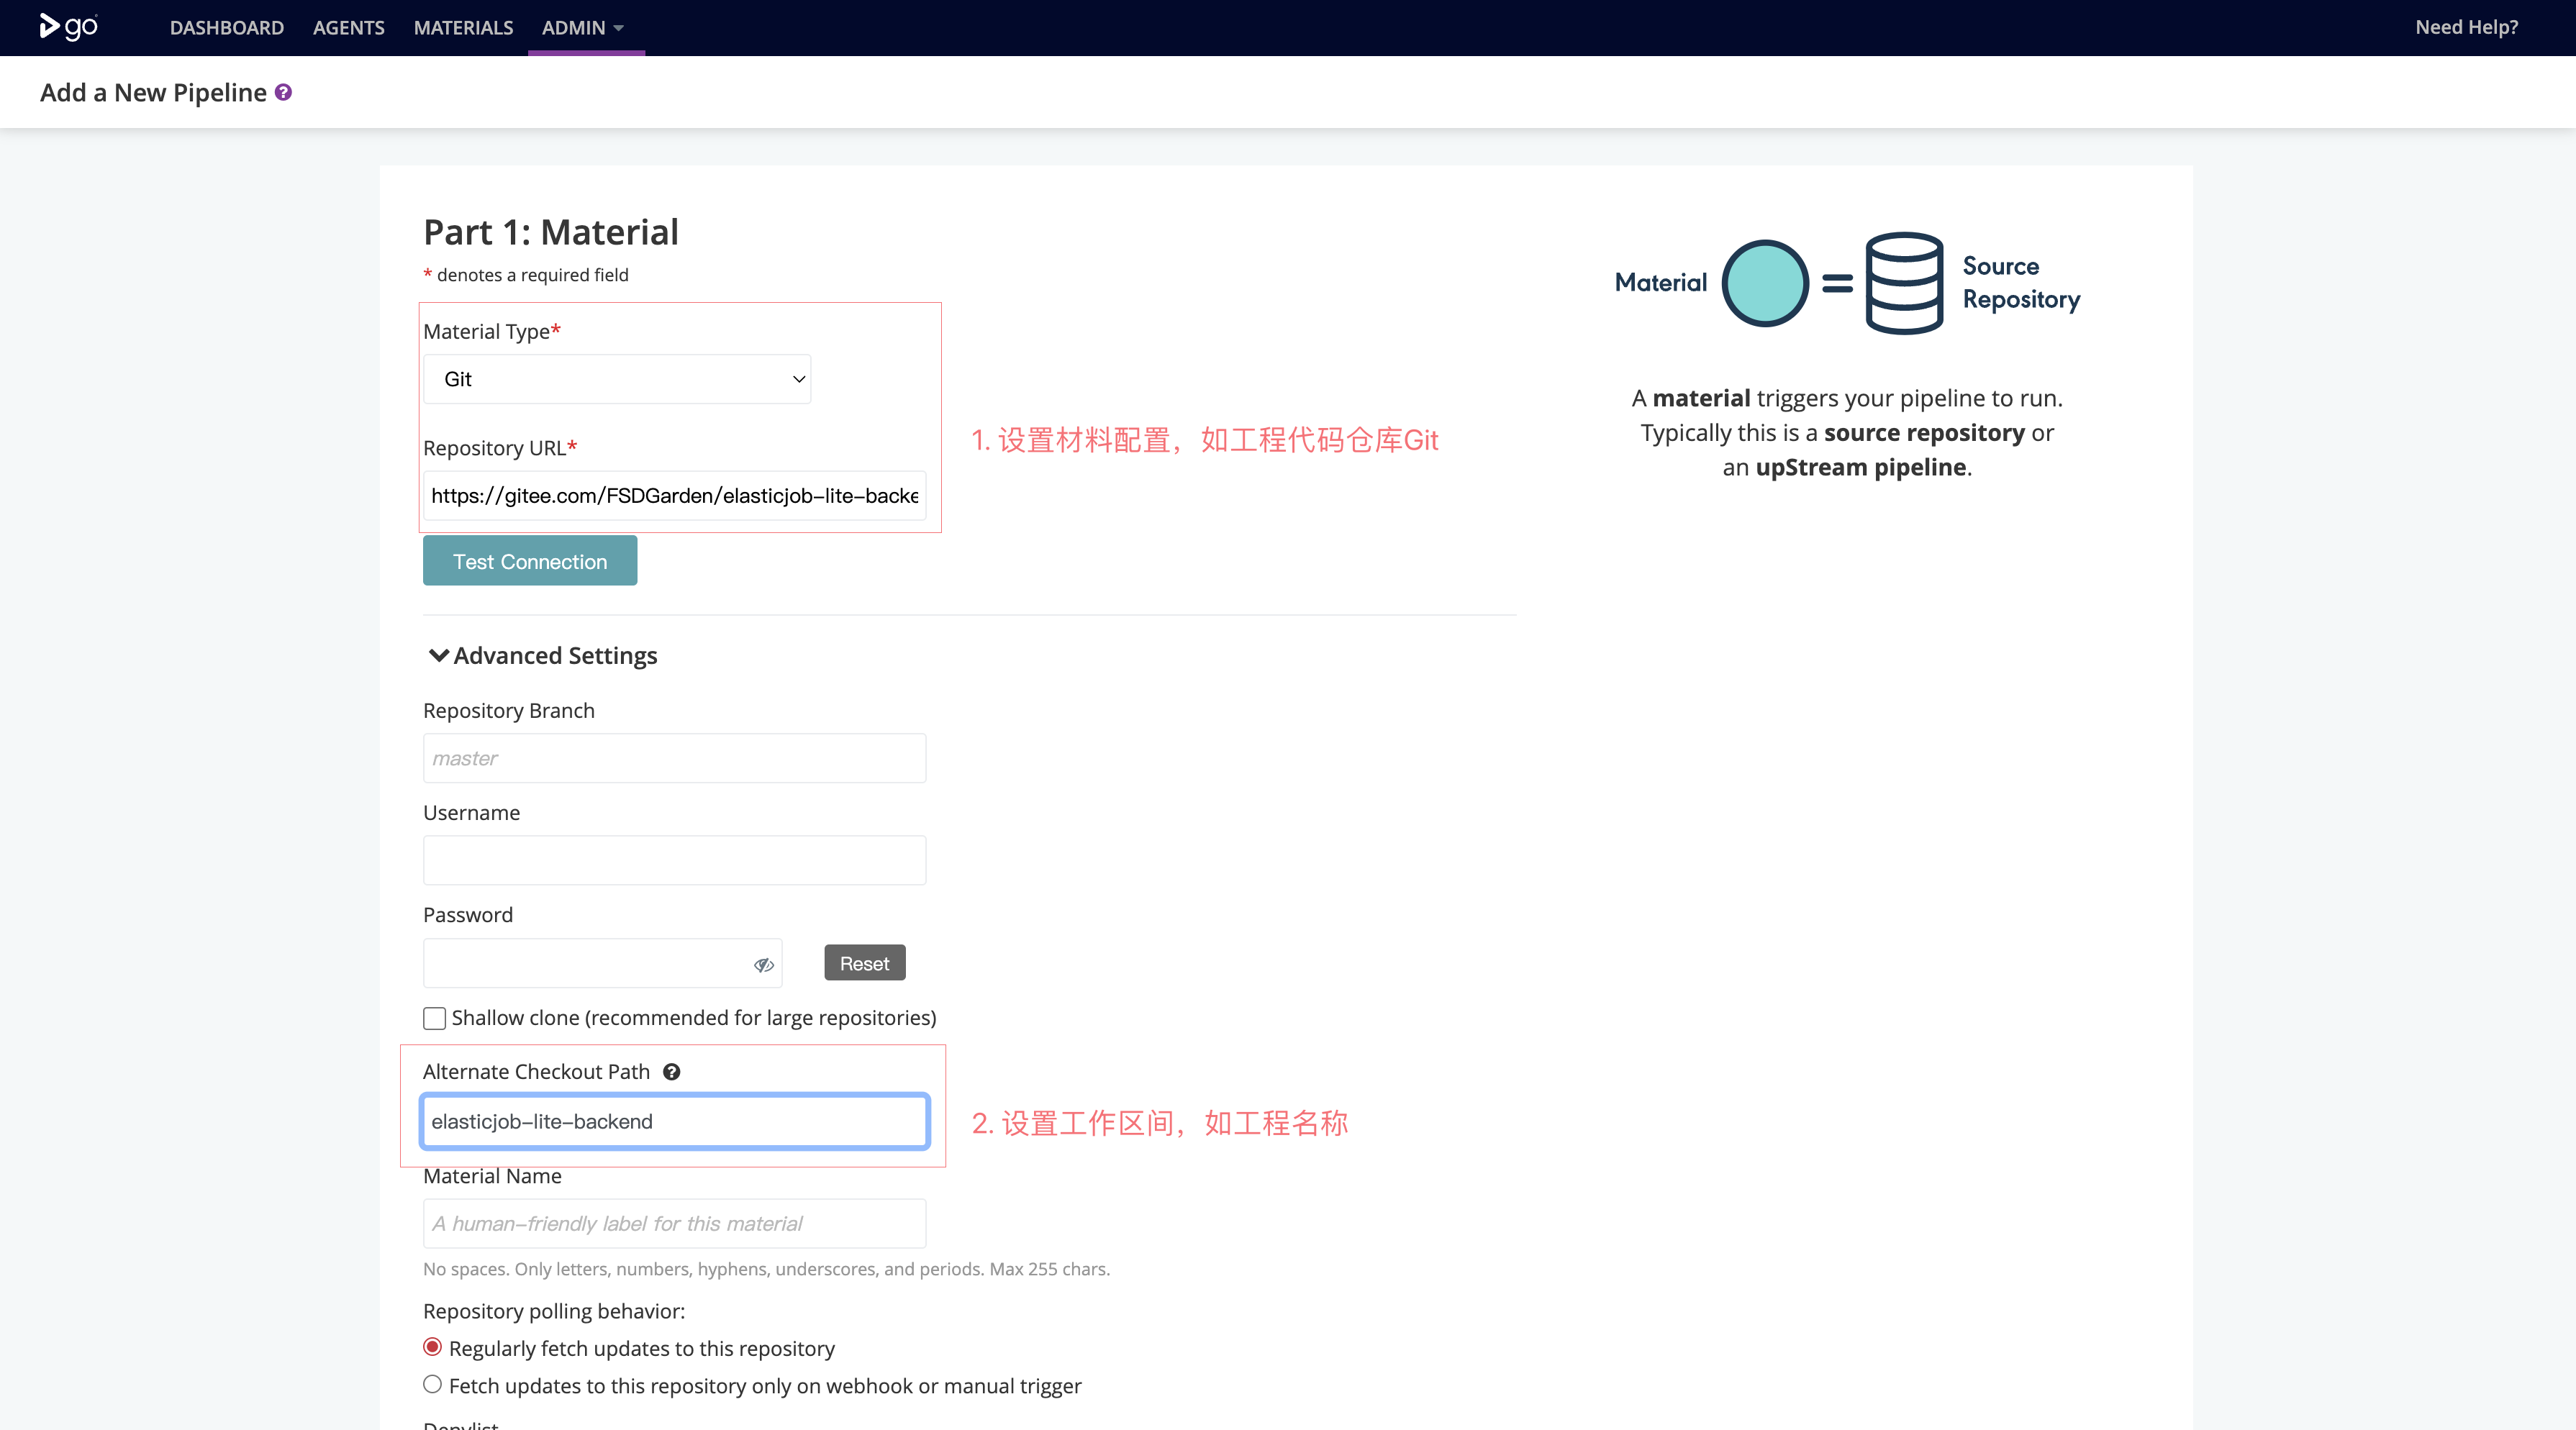 go
DASHBOARD
AGENTS
MATERIALS
ADMIN
Need Help?
Add a New Pipeline ?
Part 1: Material
* denotes a required field
Material Type*
Git
Repository URL*
https://gitee.com/FSDGarden/elasticjob-lite-backe
1. 设置材料配置，如工程代码仓库Git
Test Connection
Material = Source Repository
A material triggers your pipeline to run.
Typically this is a source repository or
an upStream pipeline.
Advanced Settings
Repository Branch
master
Username
Password
Reset
Shallow clone (recommended for large repositories)
Alternate Checkout Path ?
elasticjob-lite-backend
2. 设置工作区间，如工程名称
Material Name
A human-friendly label for this material
No spaces. Only letters, numbers, hyphens, underscores, and periods. Max 255 chars.
Repository polling behavior:
Regularly fetch updates to this repository
Fetch updates to this repository only on webhook or manual trigger
Denylist